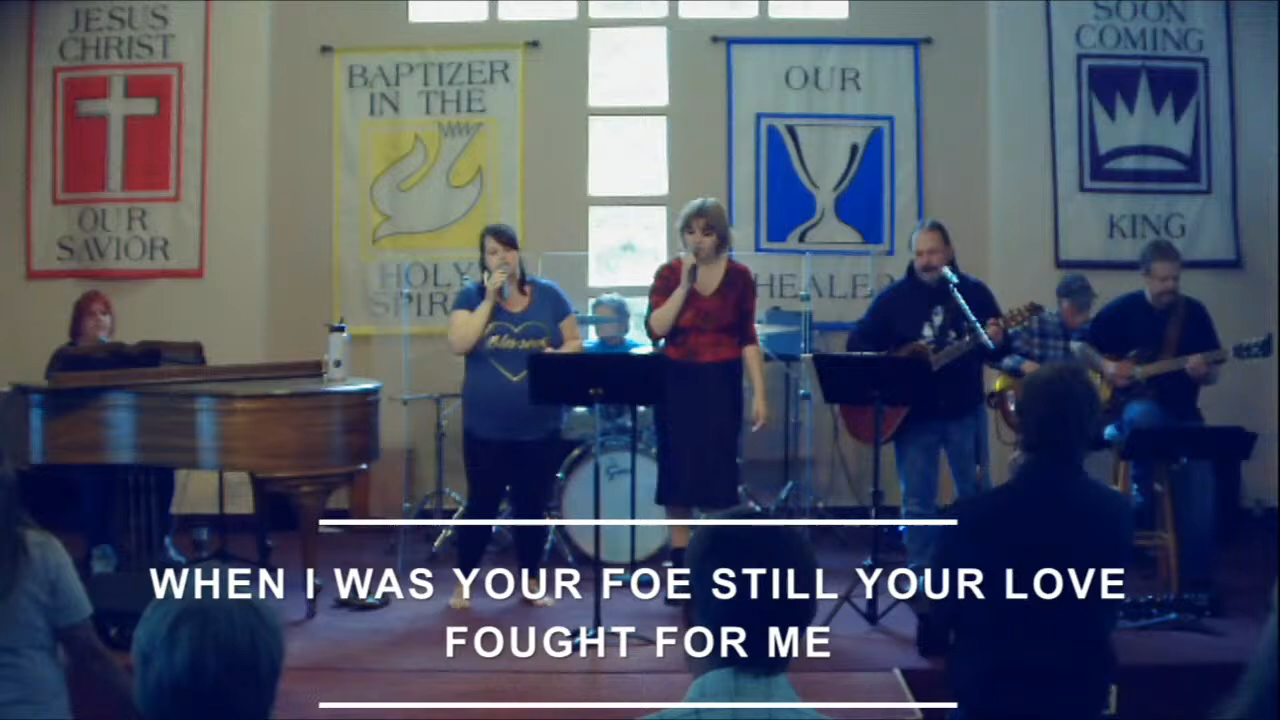 JESUS
CHRIST
OUR
SAVIOR
BAPTIZER
IN THE
HOLY
OUR
HEALER
SOON
COMING
KING
Blessed
WHEN I WAS YOUR FOE STILL YOUR LOVE
FOUGHT FOR ME